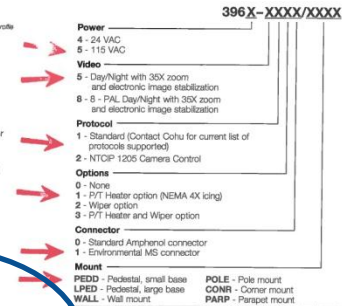 396X-XXXX/XXXX
Power
4 - 24 VAC
5 - 115 VAC
Video
5 - Day/Night with 35X zoom
and electronic image stabilization
8 - 8 - PAL Day/Night with 35X zoom
and electronic image stabilization
Protocol
1 - Standard (Contact Cohu for current list of
protocols supported)
2 - NTCIP 1205 Camera Control
Options
0 - None
1 - P/T Heater option (NEMA 4X icing)
2 - Wiper option
3 - P/T Heater and Wiper option
Connector
0 - Standard Amphenol connector
1 - Environmental MS connector
Mount
PEDD - Pedestal, small base POLE - Pole mount
LPED - Pedestal, large base CONR - Corner mount
WALL - Wall mount PARP - Parapet mount